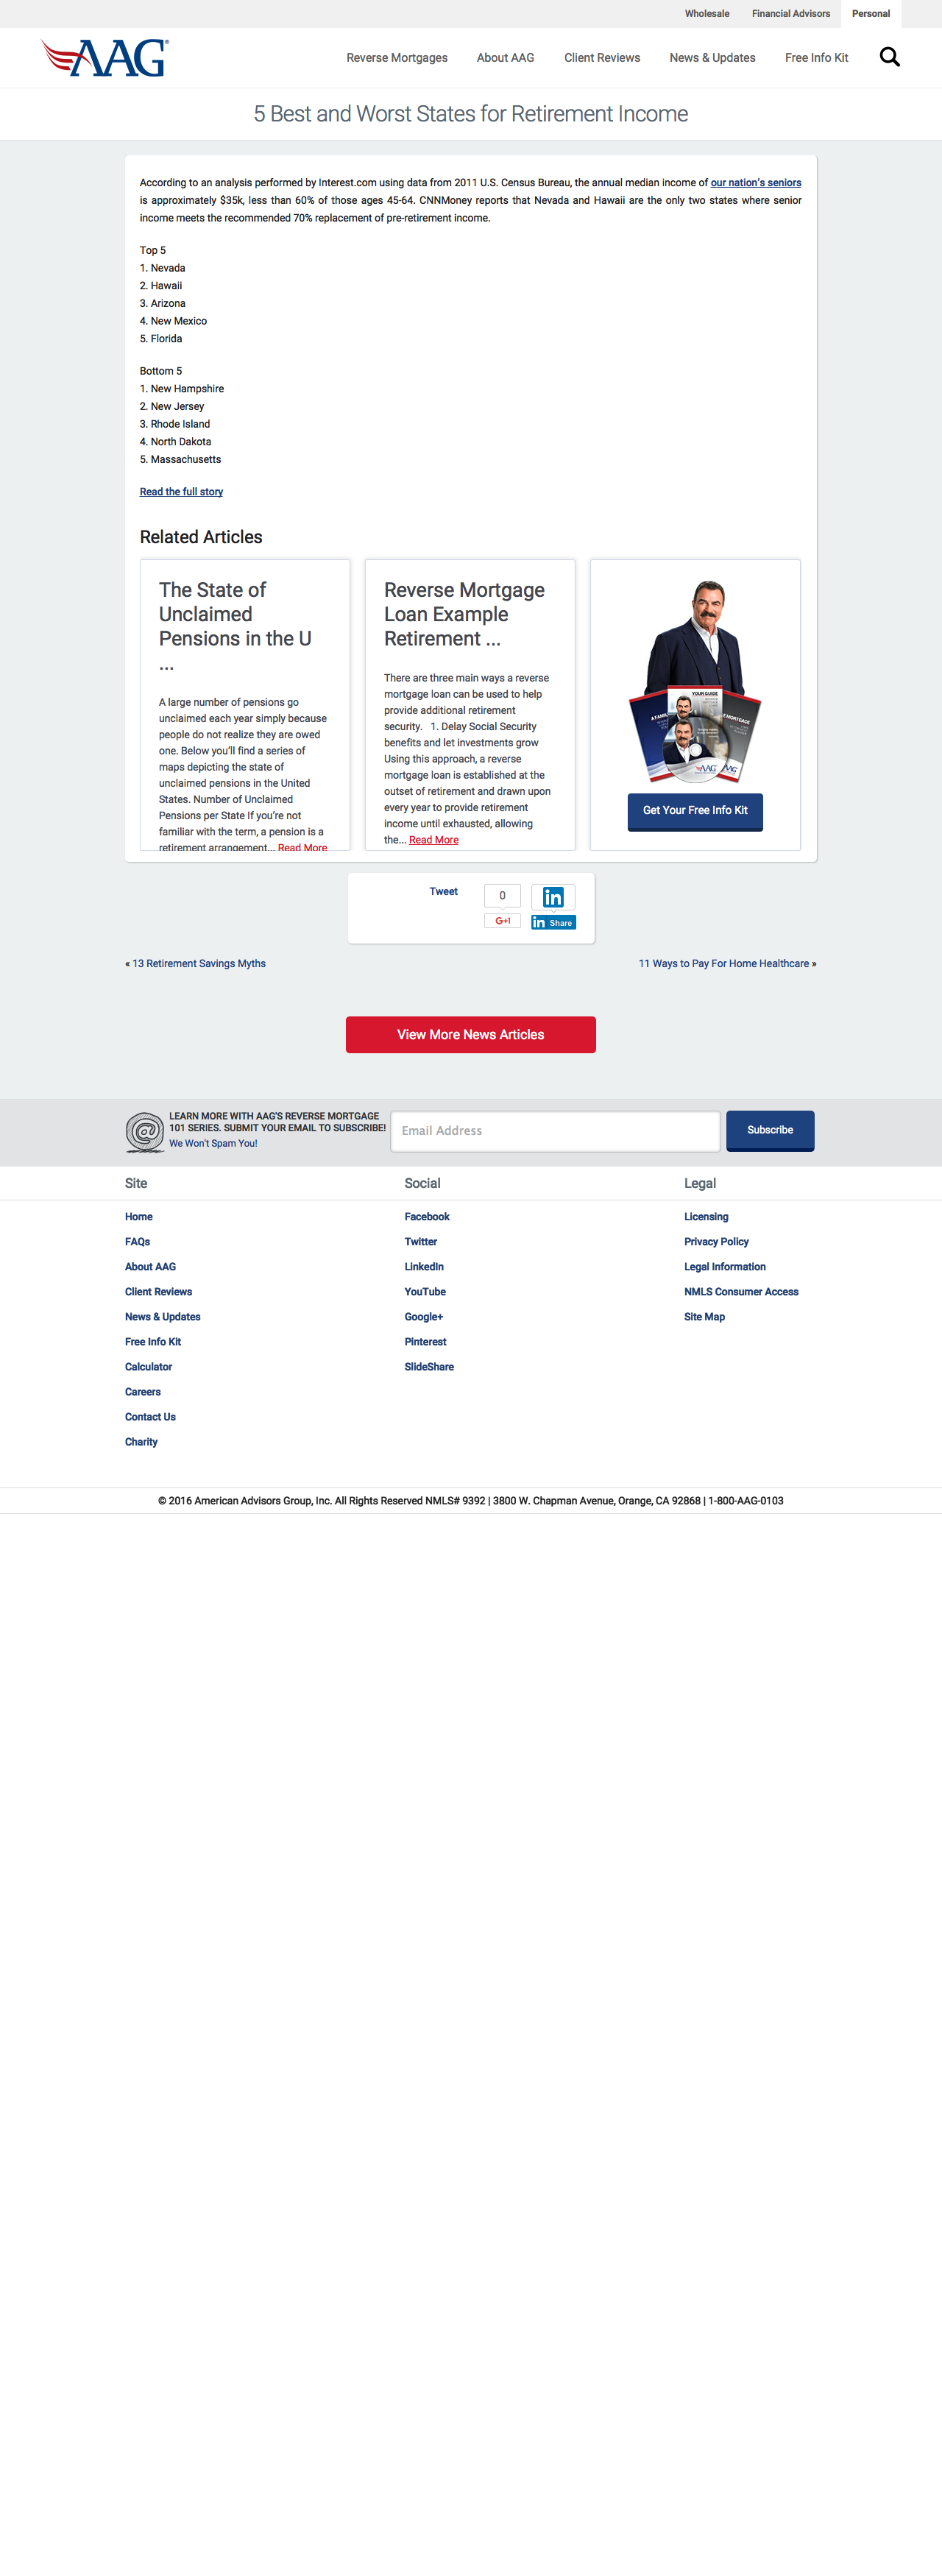 Wholesale Financial Advisors Personal
AAG®
Reverse Mortgages About AAG Client Reviews News & Updates Free Info Kit
5 Best and Worst States for Retirement Income
According to an analysis performed by Interest.com using data from 2011 U.S. Census Bureau, the annual median income of our nation's seniors
is approximately $35k, less than 60% of those ages 45-64. CNNMoney reports that Nevada and Hawaii are the only two states where senior
income meets the recommended 70% replacement of pre-retirement income.
Top 5
1. Nevada
2. Hawaii
3. Arizona
4. New Mexico
5. Florida
Bottom 5
1. New Hampshire
2. New Jersey
3. Rhode Island
4. North Dakota
5. Massachusetts
Read the full story
Related Articles
The State of
Unclaimed
Pensions in the U
...
A large number of pensions go
unclaimed each year simply because
people do not realize they are owed
one. Below you'll find a series of
maps depicting the state of
unclaimed pensions in the United
States. Number of Unclaimed
Pensions per State If you're not
familiar with the term, a pension is a
retirement arrangement... Read More
Reverse Mortgage
Loan Example
Retirement ...
There are three main ways a reverse
mortgage loan can be used to help
provide additional retirement
security. 1. Delay Social Security
benefits and let investments grow
Using this approach, a reverse
mortgage loan is established at the
outset of retirement and drawn upon
every year to provide retirement
income until exhausted, allowing
the... Read More
YOUR GUIDE
A FAM
MORTGAGE
AAG AAG
Get Your Free Info Kit
Tweet
0
G+1
in
in Share
« 13 Retirement Savings Myths
11 Ways to Pay For Home Healthcare »
View More News Articles
@
LEARN MORE WITH AAG'S REVERSE MORTGAGE
101 SERIES. SUBMIT YOUR EMAIL TO SUBSCRIBE!
We Won't Spam You!
Email Address
Subscribe
Site
Home
FAQs
About AAG
Client Reviews
News & Updates
Free Info Kit
Calculator
Careers
Contact Us
Charity
Social
Facebook
Twitter
LinkedIn
YouTube
Google+
Pinterest
SlideShare
Legal
Licensing
Privacy Policy
Legal Information
NMLS Consumer Access
Site Map
© 2016 American Advisors Group, Inc. All Rights Reserved NMLS# 9392 | 3800 W. Chapman Avenue, Orange, CA 92868 | 1-800-AAG-0103